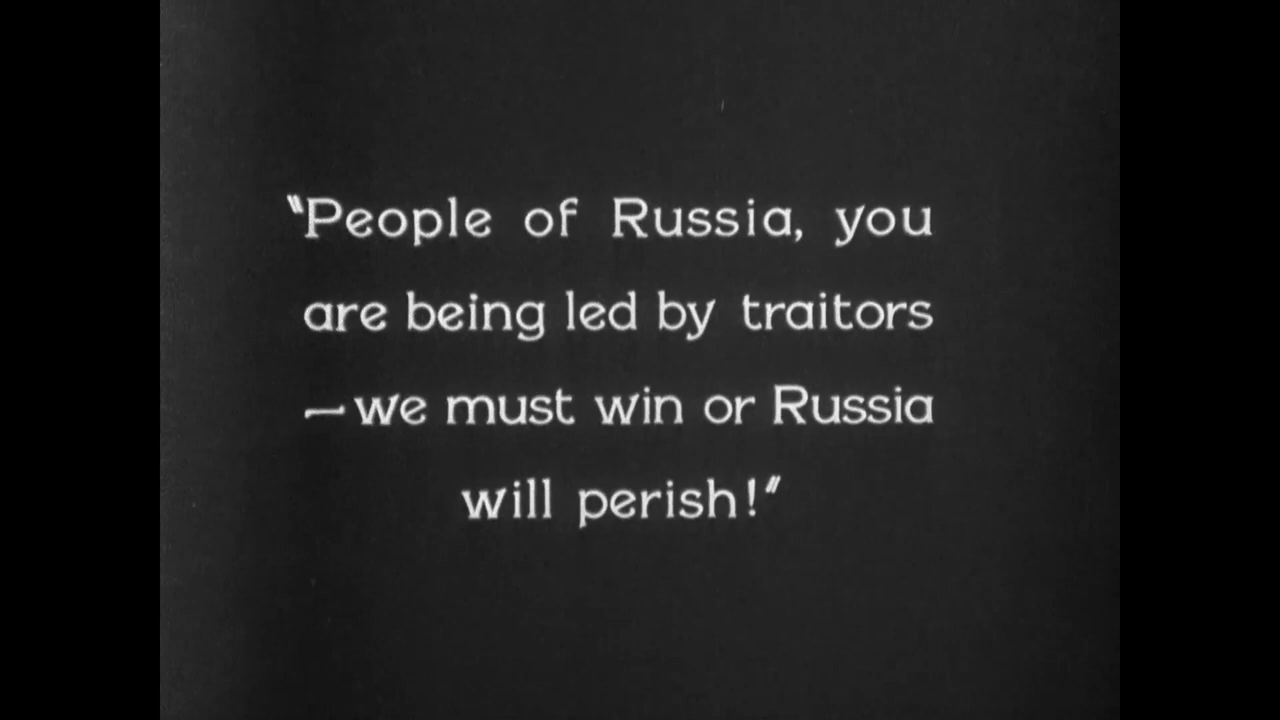 "People of Russia, you
are being led by traitors
—we must win or Russia
will perish!"